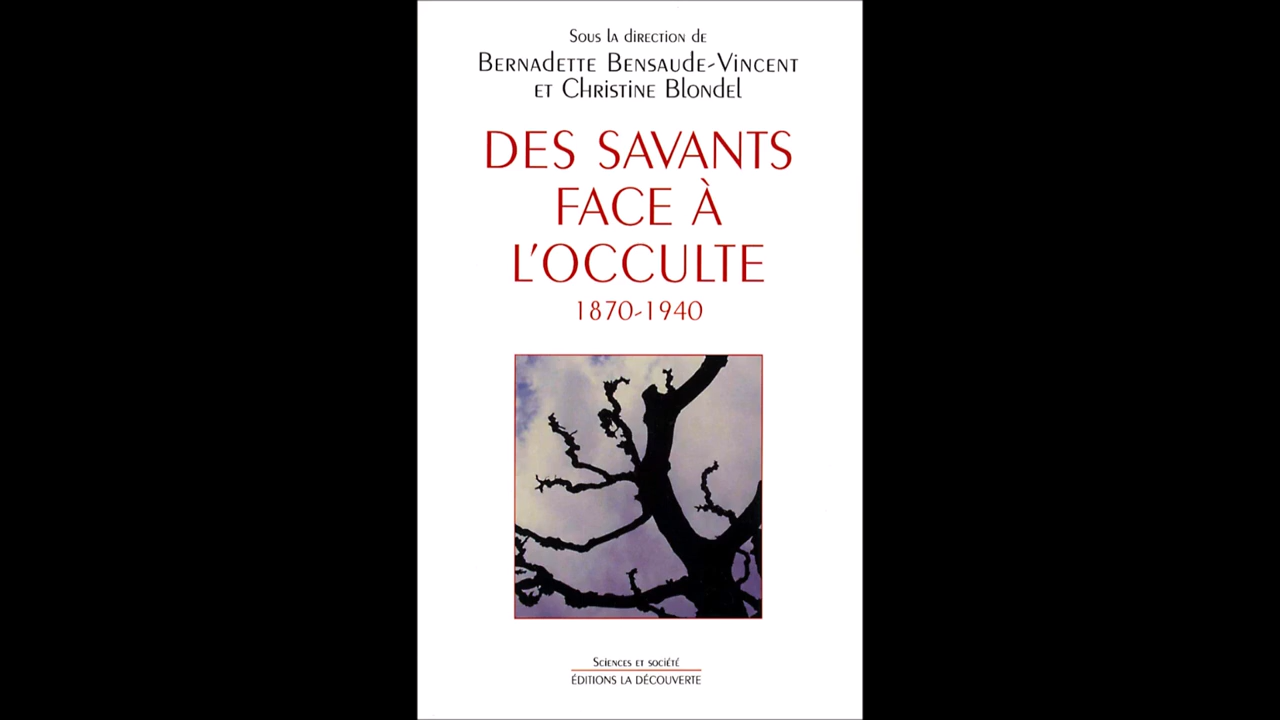 Sous la direction de
Bernadette Bensaude-Vincent
et Christine Blondel
DES SAVANTS
FACE À
L'OCCULTE
1870-1940
Sciences et société
ÉDITIONS LA DÉCOUVERTE